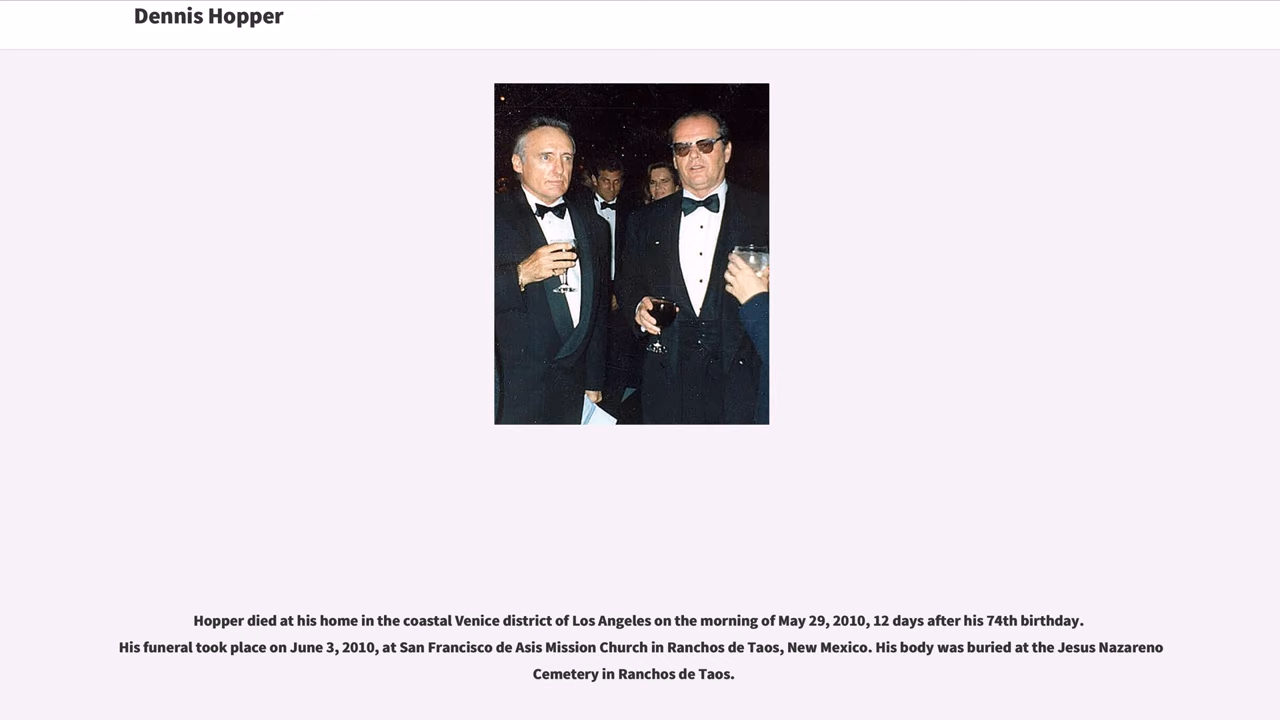 Dennis Hopper
Hopper died at his home in the coastal Venice district of Los Angeles on the morning of May 29, 2010, 12 days after his 74th birthday.
His funeral took place on June 3, 2010, at San Francisco de Asis Mission Church in Ranchos de Taos, New Mexico. His body was buried at the Jesus Nazareno
Cemetery in Ranchos de Taos.